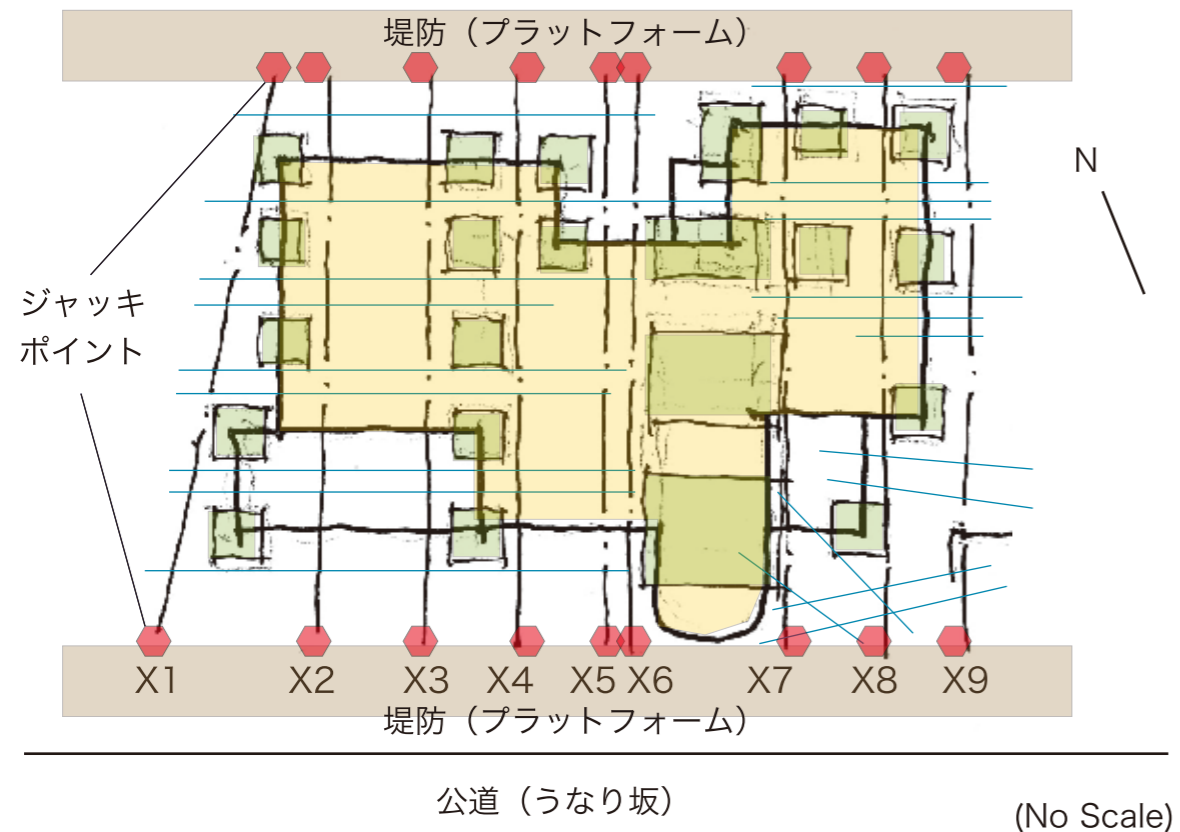 堤防（プラットフォーム）
N
ジャッキ
ポイント
X1 X2 X3 X4 X5 X6 X7 X8 X9
堤防（プラットフォーム）
公道（うなり坂）
(No Scale)